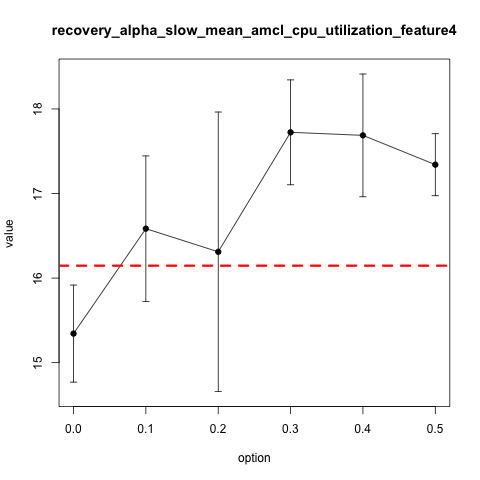 recovery_alpha_slow_mean_amcl_cpu_utilization_feature4
18
17
16
15
value
0.0 0.1 0.2 0.3 0.4 0.5
option